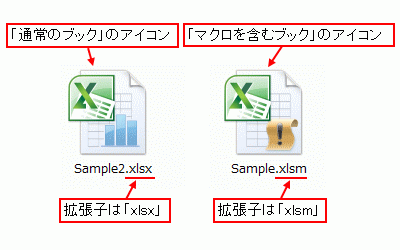 「通常のブック」のアイコン
「マクロを含むブック」のアイコン
Sample2.xlsx
Sample.xlsm
拡張子は「xlsx」
拡張子は「xlsm」